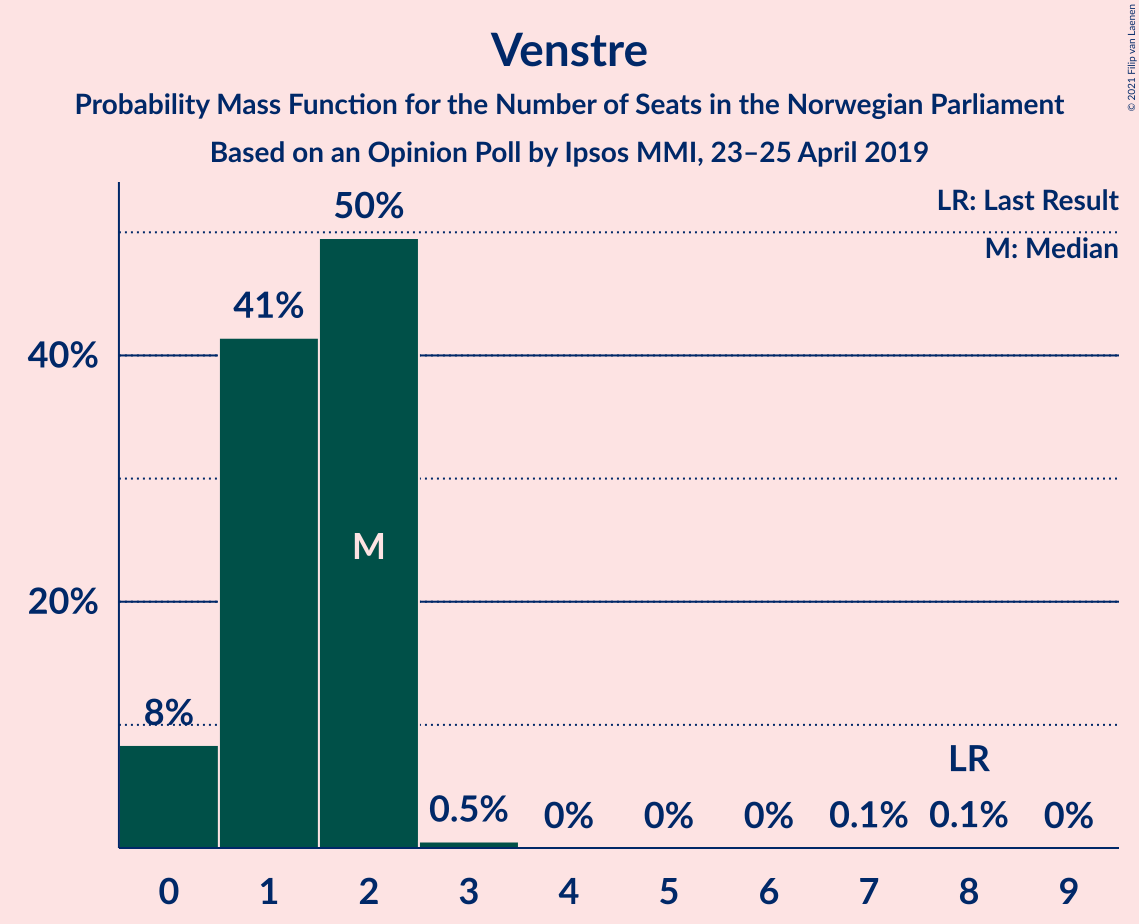 Venstre
Probability Mass Function for the Number of Seats in the Norwegian Parliament
Based on an Opinion Poll by Ipsos MMI, 23–25 April 2019
© 2021 Filip van Laenen
LR: Last Result
M: Median
50%
41%
40%
M
20%
8%
LR
0.5%
0%
0%
0%
0.1%
0.1%
0%
0
1
2
3
4
5
6
7
8
9